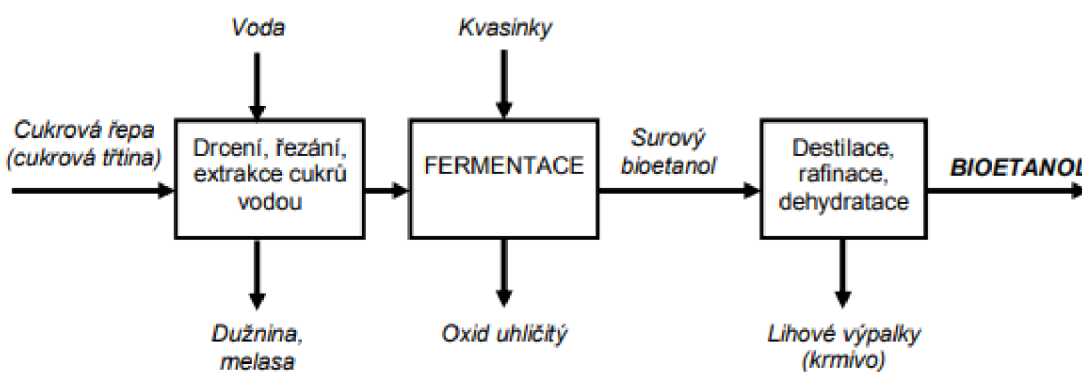 Voda
Kvasinky
Cukrová řepa
(cukrová třtina)
Drcení, řezání,
extrakce cukrů
vodou
FERMENTACE
Surový
bioetanol
Destilace,
rafinace,
dehydratace
BIOETANOL
Dužnina,
melasa
Oxid uhličitý
Lihové výpalky
(krmivo)